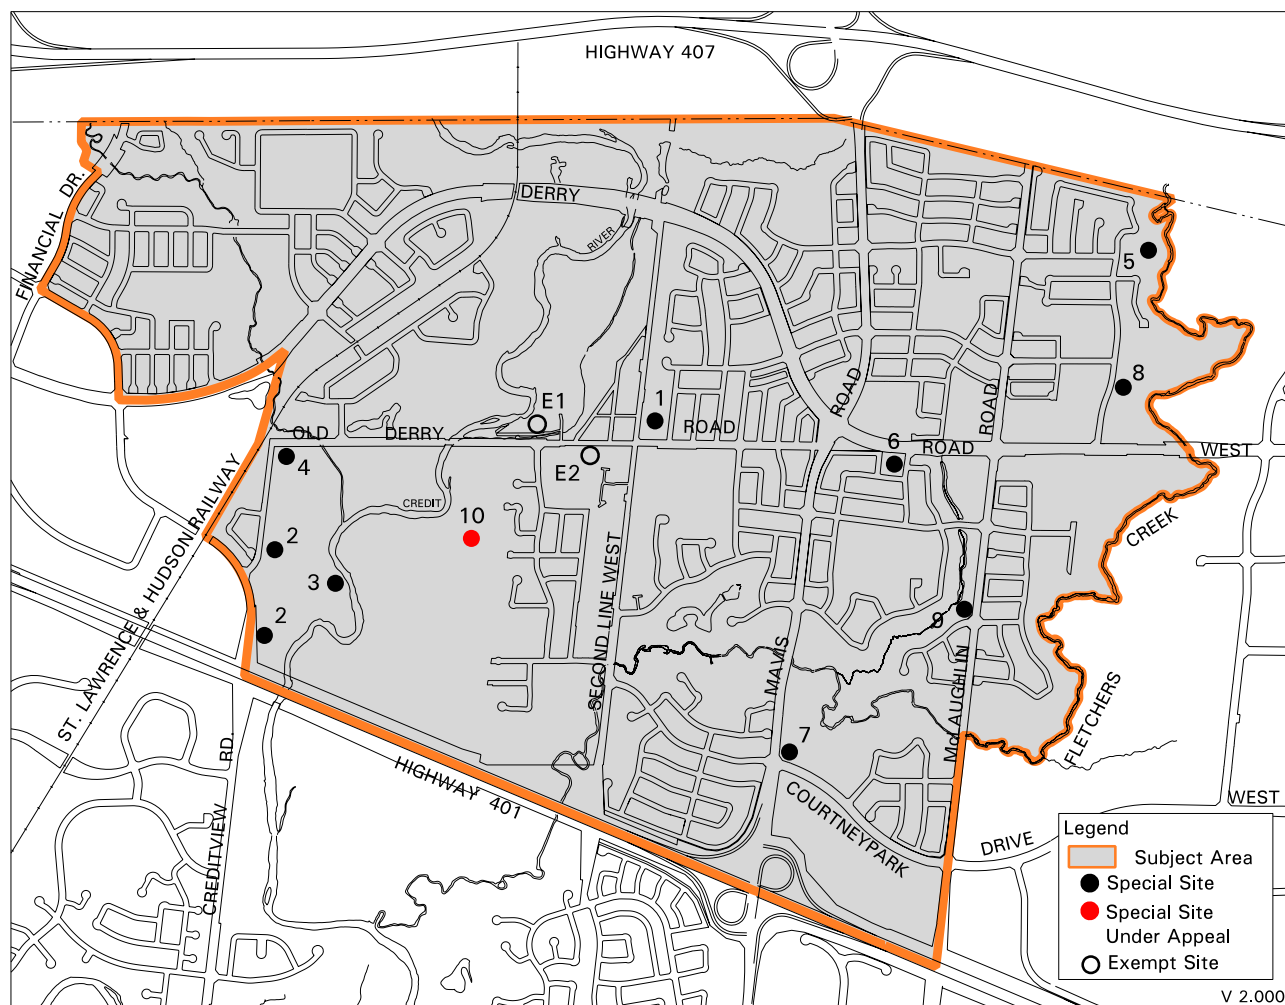 HIGHWAY 407
FINANCIAL DR.
DERRY
RIVER
5
ROAD
ROAD
8
E1
1
OLD DERRY ROAD
6
ROAD
WEST
E2
4
CREDIT
10
2
3
2
9
CREEK
ST. LAWRENCE & HUDSON RAILWAY
SECOND LINE WEST
MAVIS
McLAUGHLIN
FLETCHERS
7
CREDITVIEW RD.
HIGHWAY 401
COURTNEYPARK
DRIVE
WEST
Legend
Subject Area
Special Site
Special Site
Under Appeal
Exempt Site
V 2.000